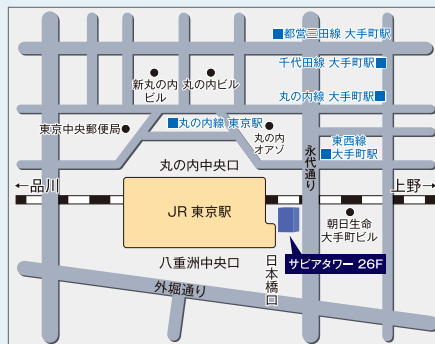 ■都営三田線 大手町駅
千代田線 大手町駅■
新丸の内
ビル
丸の内ビル
丸の内線 大手町駅■
東京中央郵便局
■丸の内線 東京駅
丸の内
オアゾ
東西線
■大手町駅
永代通り
丸の内中央口
←品川
上野→
JR 東京駅
朝日生命
大手町ビル
八重洲中央口
日本橋口
サピアタワー 26F
外堀通り